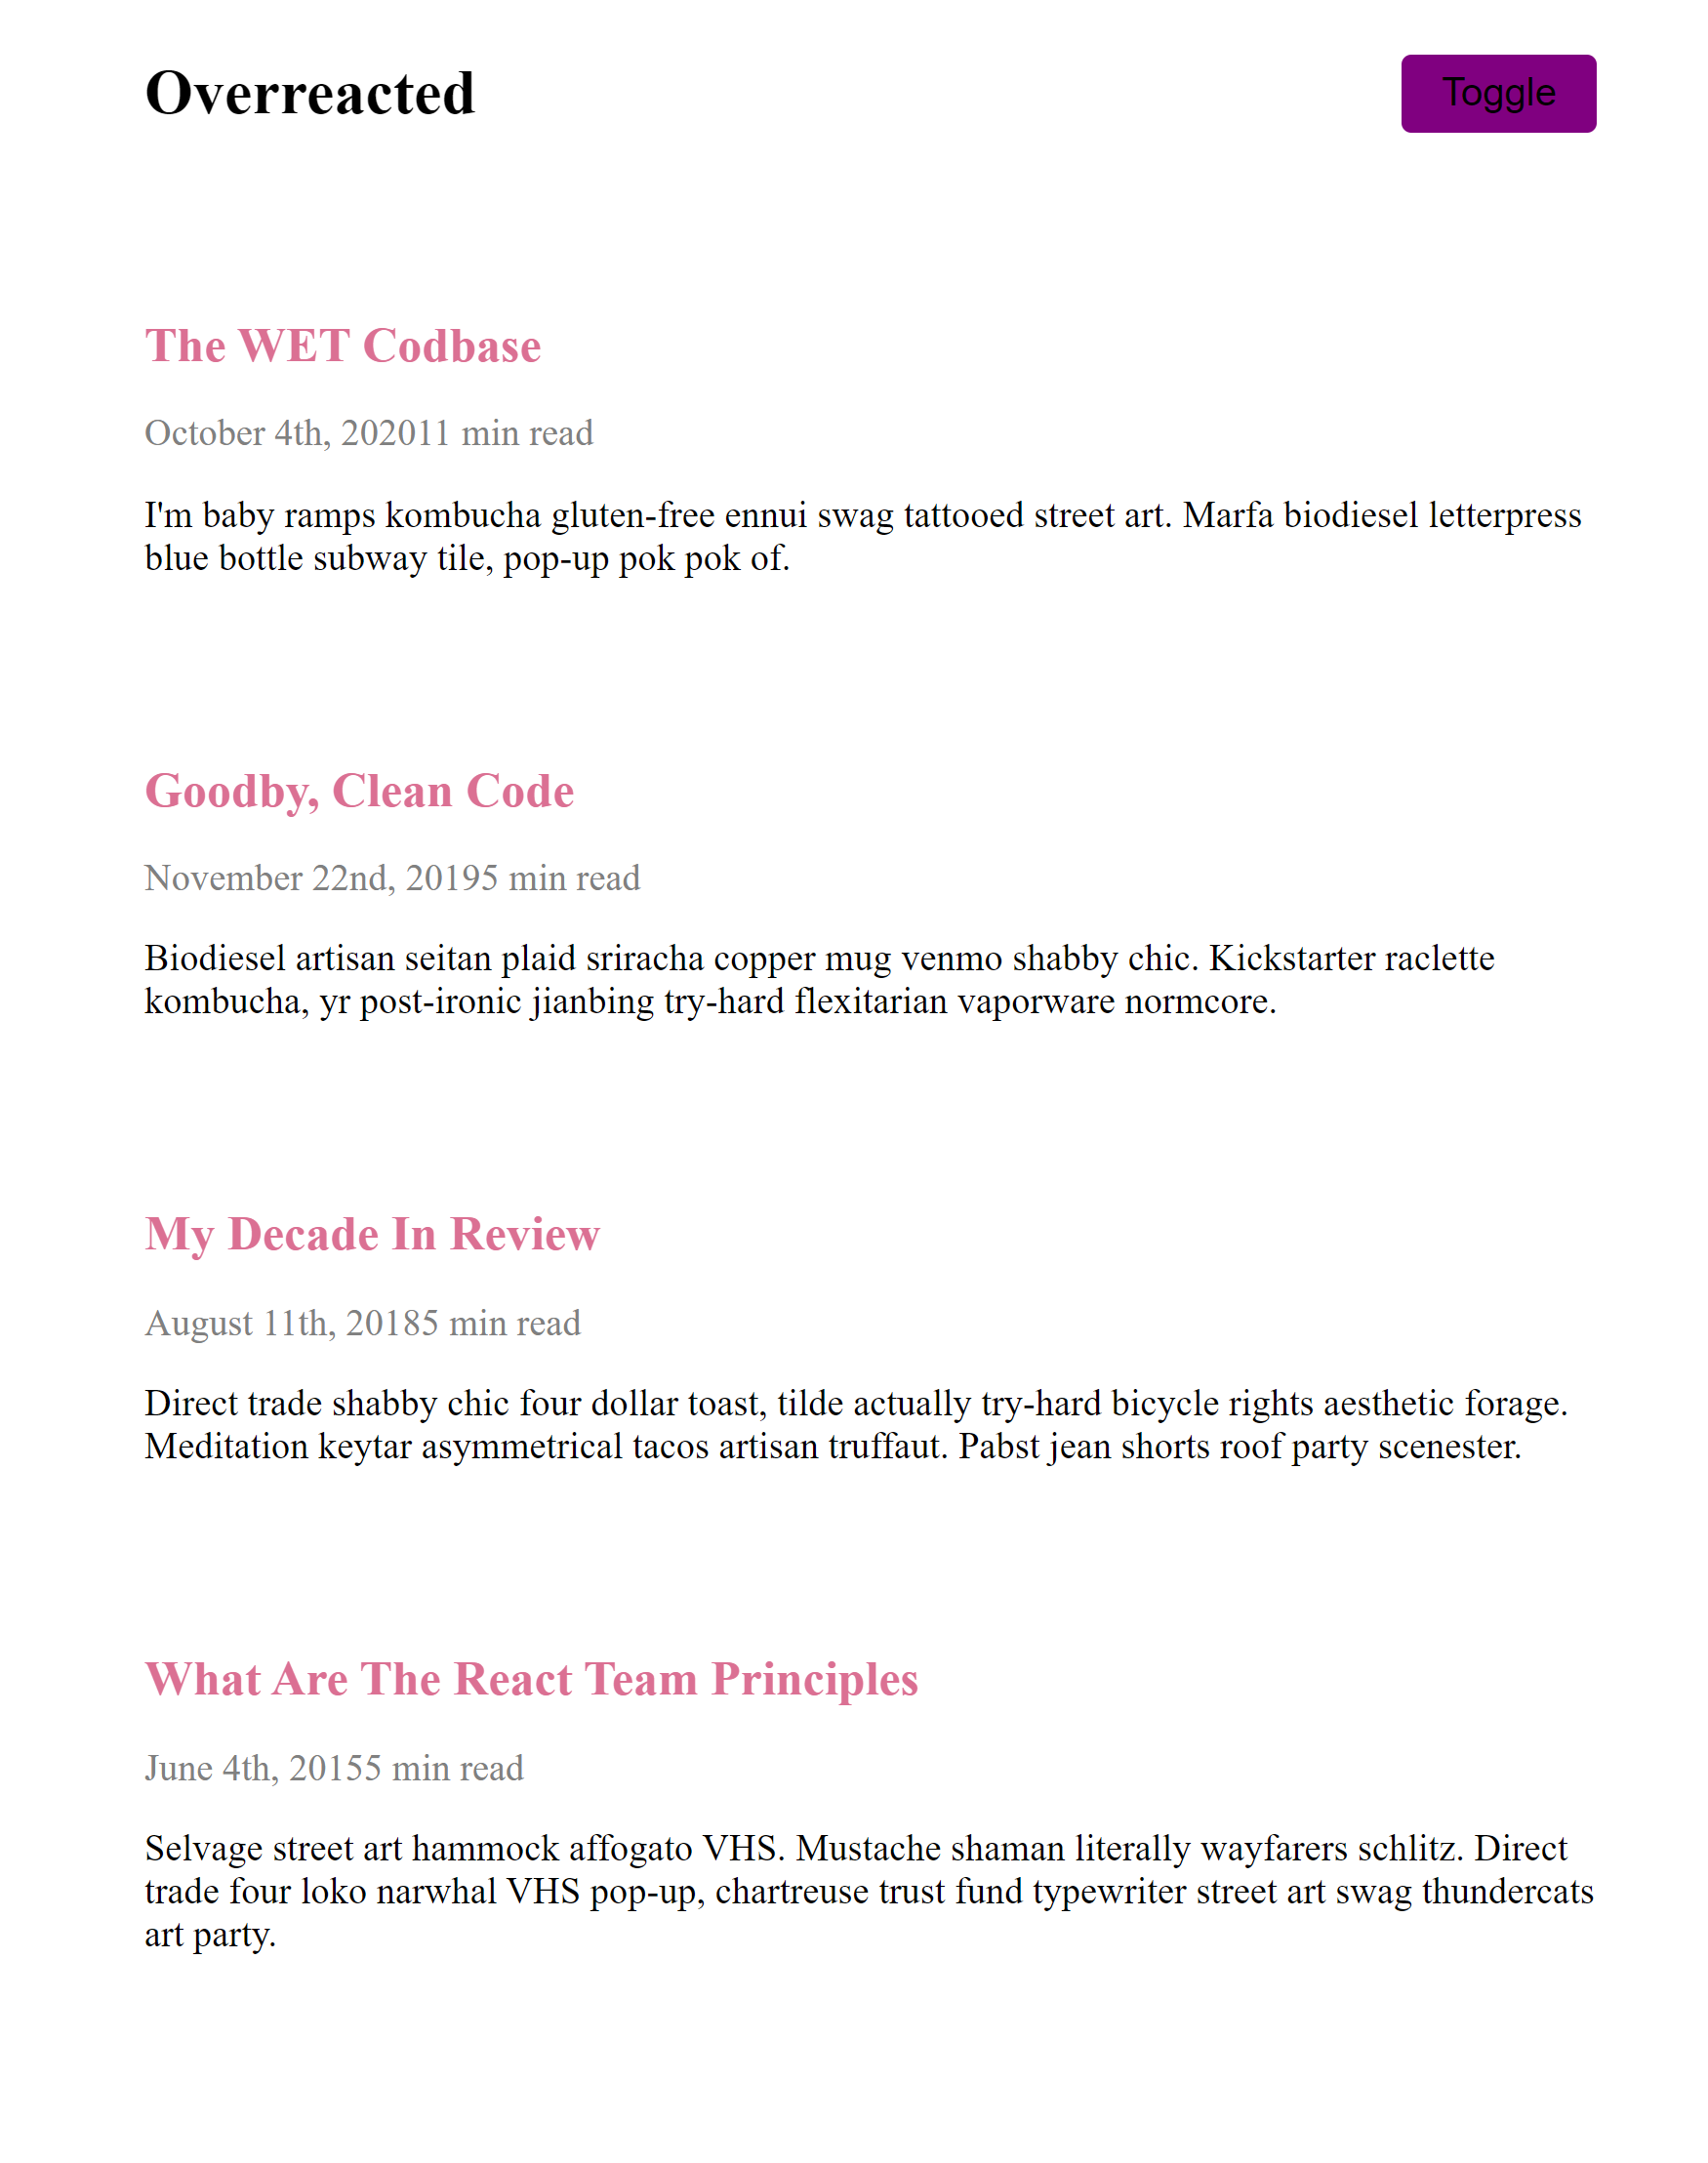 Overreacted
Toggle
The WET Codbase
October 4th, 202011 min read
I'm baby ramps kombucha gluten-free ennui swag tattooed street art. Marfa biodiesel letterpress
blue bottle subway tile, pop-up pok pok of.
Goodby, Clean Code
November 22nd, 20195 min read
Biodiesel artisan seitan plaid sriracha copper mug venmo shabby chic. Kickstarter raclette
kombucha, yr post-ironic jianbing try-hard flexitarian vaporware normcore.
My Decade In Review
August 11th, 20185 min read
Direct trade shabby chic four dollar toast, tilde actually try-hard bicycle rights aesthetic forage.
Meditation keytar asymmetrical tacos artisan truffaut. Pabst jean shorts roof party scenester.
What Are The React Team Principles
June 4th, 20155 min read
Selvage street art hammock affogato VHS. Mustache shaman literally wayfarers schlitz. Direct
trade four loko narwhal VHS pop-up, chartreuse trust fund typewriter street art swag thundercats
art party.